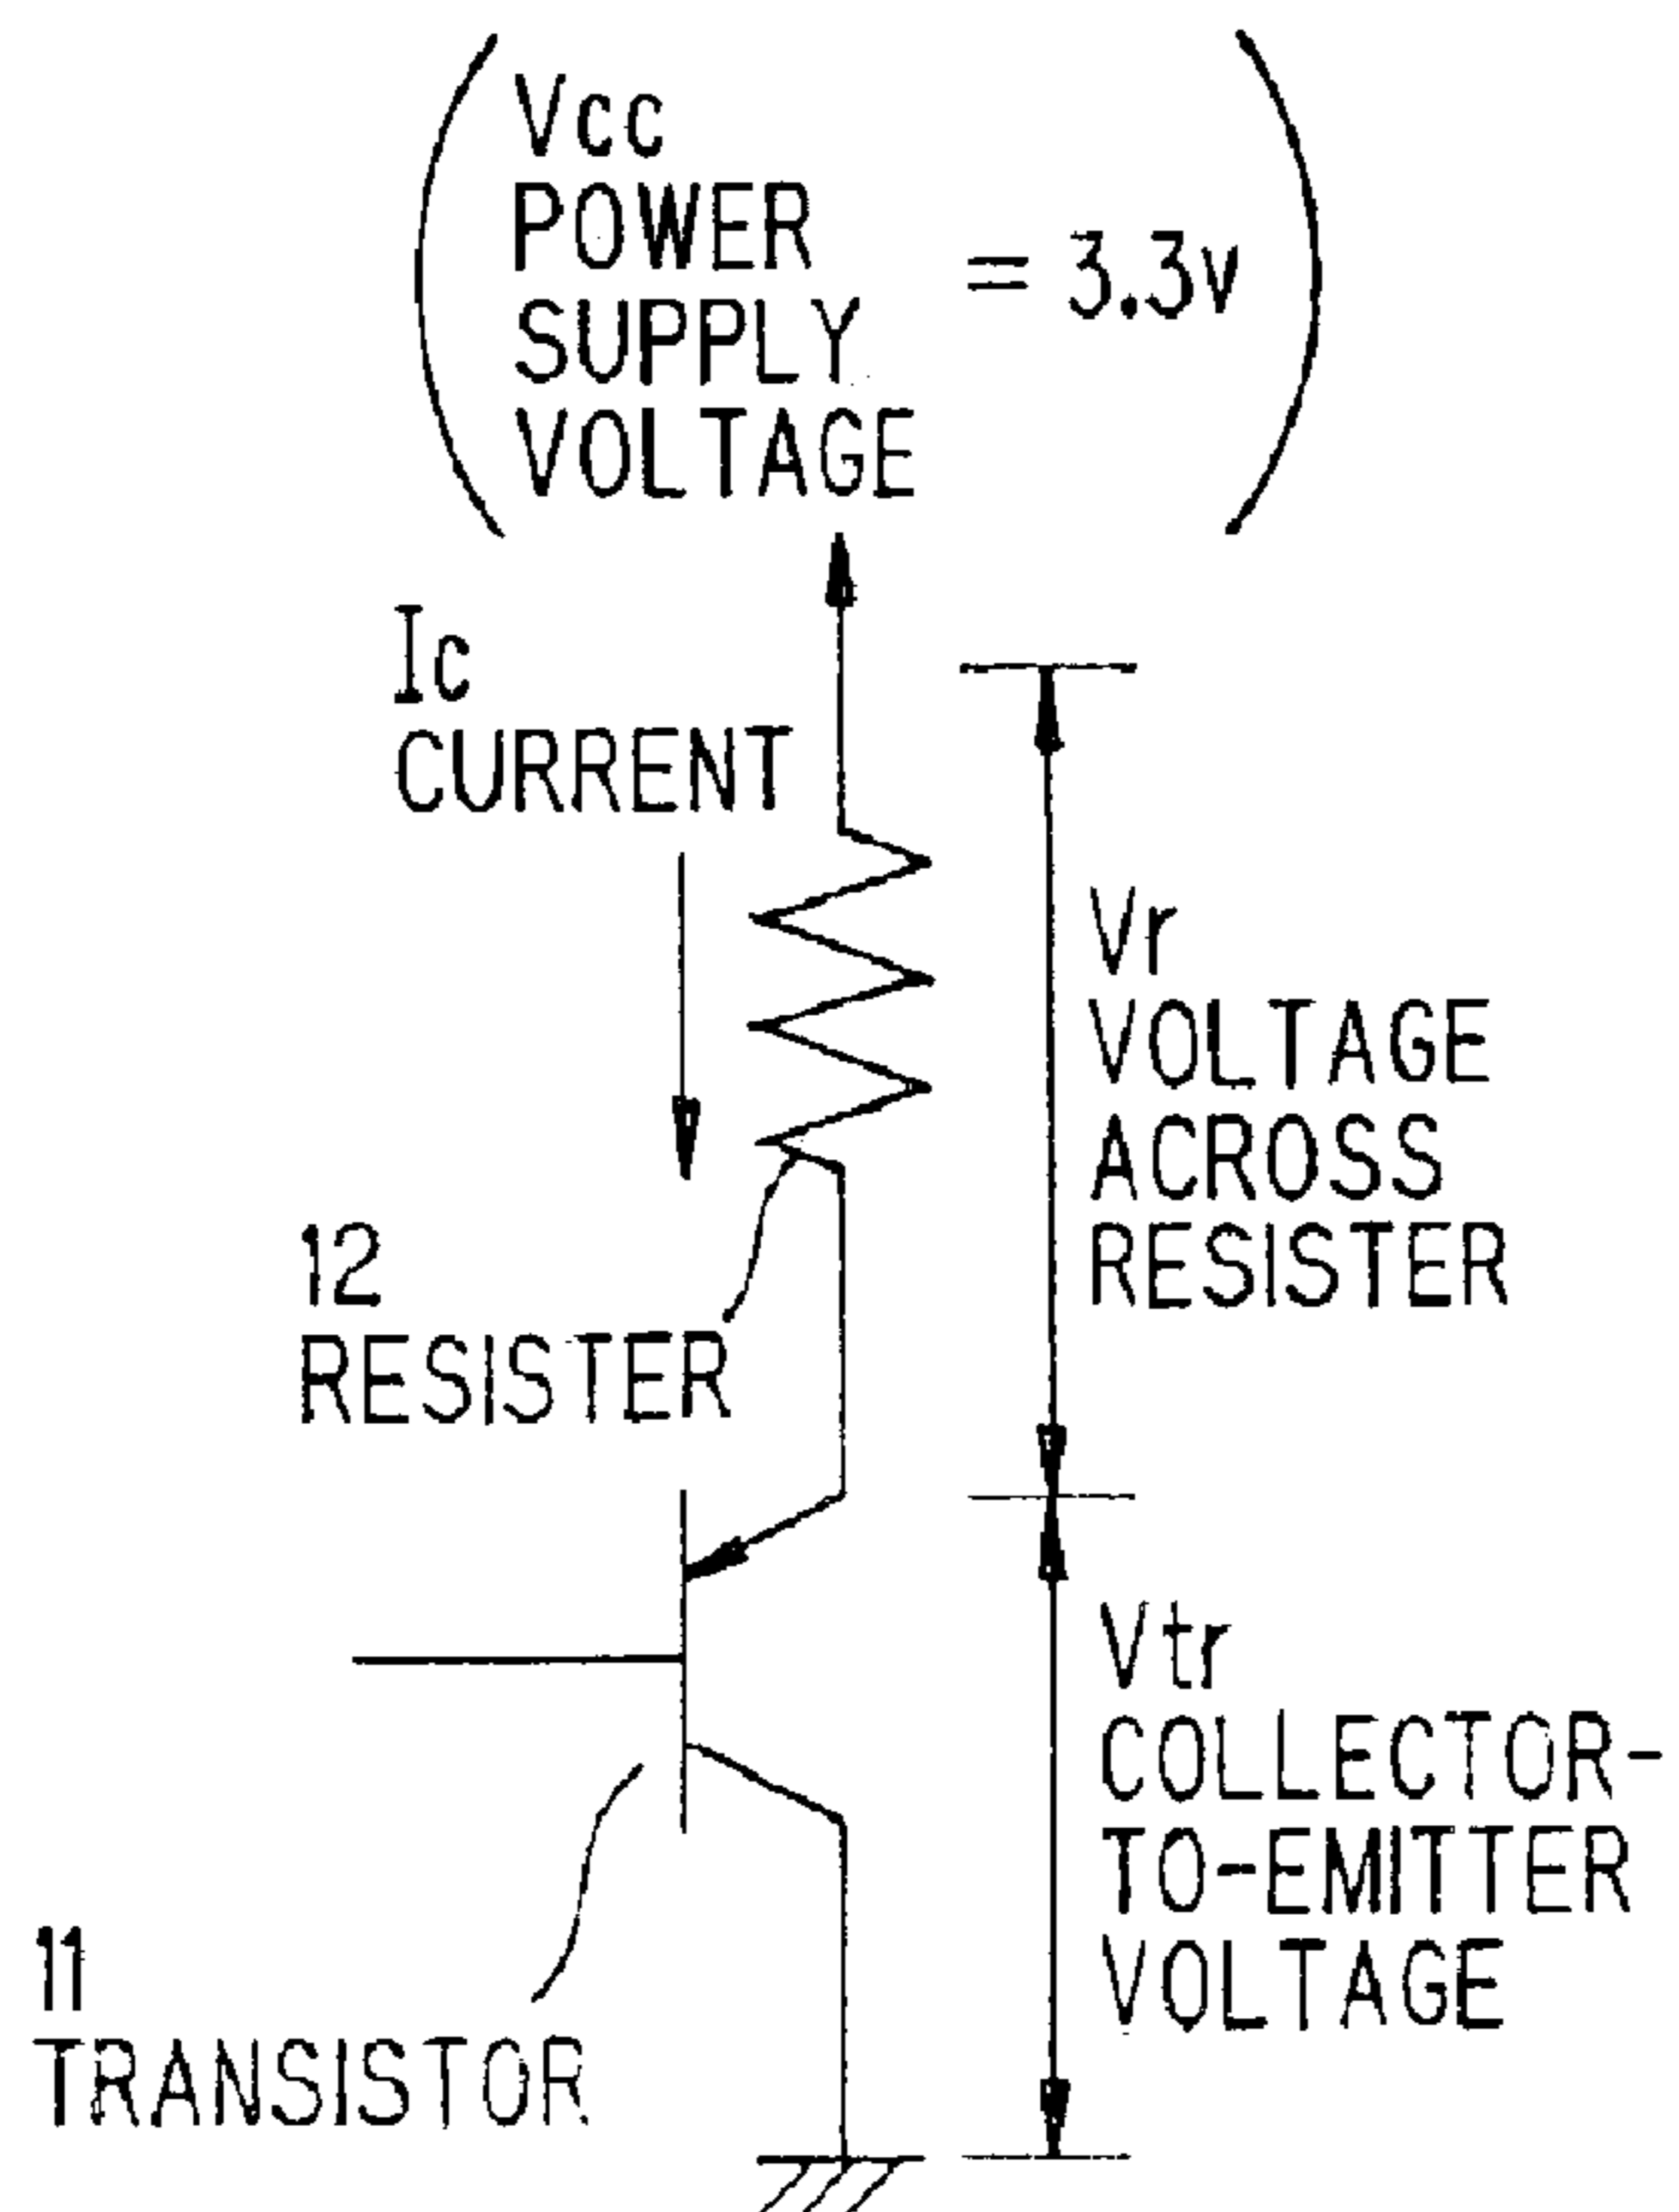 Vcc
POWER
SUPPLY
VOLTAGE
= 3.3v
Ic
CURRENT
Vr
VOLTAGE
ACROSS
RESISTER
12
RESISTER
Vtr
COLLECTOR-
TO-EMITTER
VOLTAGE
11
TRANSISTOR